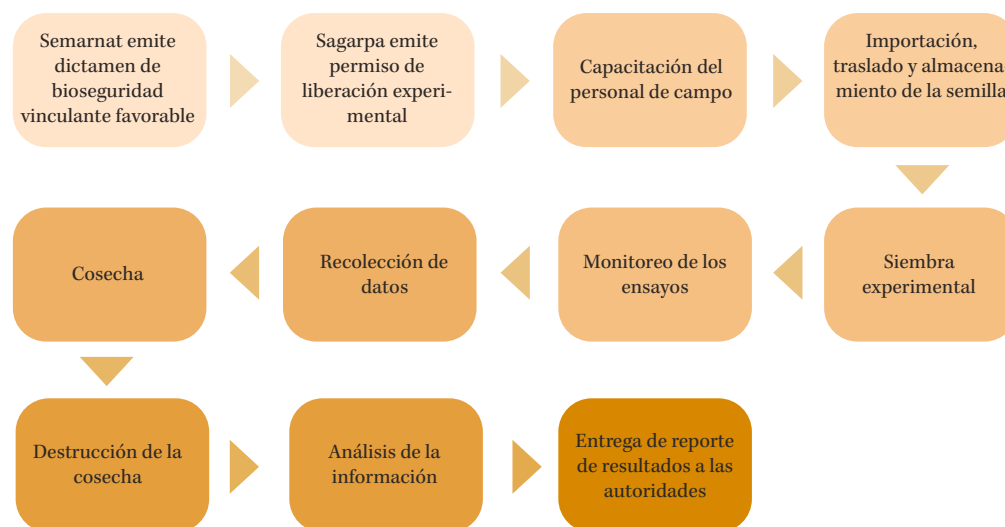 Semarnat emite
dictamen de
bioseguridad
vinculante favorable
Sagarpa emite
permiso de
liberación experi-
mental
Capacitación del
personal de campo
Importación,
traslado y almacena-
miento de la semilla
Siembra
experimental
Monitoreo de los
ensayos
Recolección de
datos
Cosecha
Destrucción de la
cosecha
Análisis de la
información
Entrega de reporte
de resultados a las
autoridades